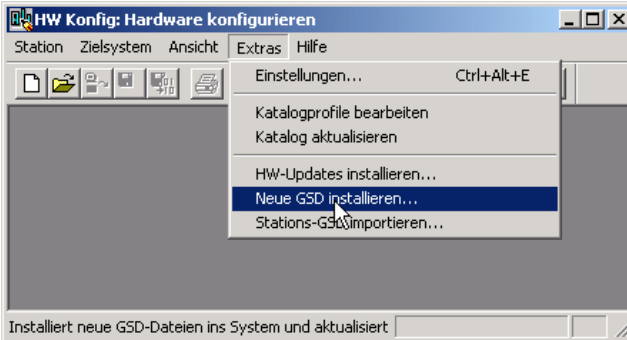 HW Konfig: Hardware konfigurieren
Station Zielsystem Ansicht Extras Hilfe
Einstellungen... Ctrl+Alt+E
Katalogprofile bearbeiten
Katalog aktualisieren
HW-Updates installieren...
Neue GSD installieren...
Stations-GSD importieren...
Installiert neue GSD-Dateien ins System und aktualisiert